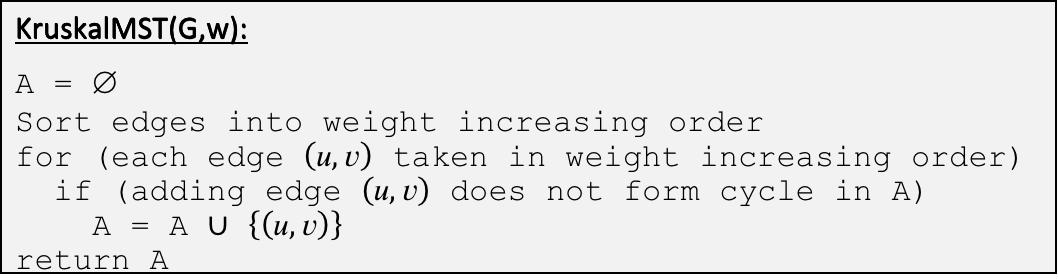 KruskalMST(G,w):
A = ∅
Sort edges into weight increasing order
for (each edge (u, v) taken in weight increasing order)
if (adding edge (u, v) does not form cycle in A)
A = A ∪ {(u, v)}
return A